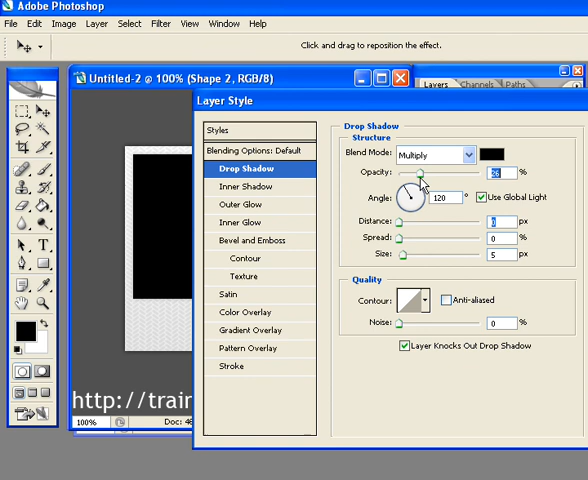 Adobe Photoshop
File Edit Image Layer Select Filter View Window Help
Click and drag to reposition the effect.
Untitled-2 @ 100% (Shape 2, RGB/8)
Layers Channels Paths
Layer Style
Styles
Blending Options: Default
Drop Shadow
Inner Shadow
Outer Glow
Inner Glow
Bevel and Emboss
Contour
Texture
Satin
Color Overlay
Gradient Overlay
Pattern Overlay
Stroke
Drop Shadow
Structure
Blend Mode: Multiply
Opacity: 26 %
Angle: 120 ° Use Global Light
Distance: 0 px
Spread: 0 %
Size: 5 px
Quality
Contour: Anti-aliased
Noise: 0 %
Layer Knocks Out Drop Shadow
http://trai
100% Doc: 4